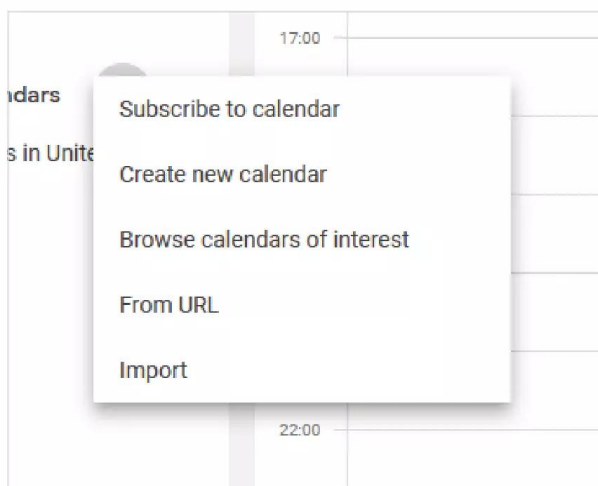 17:00
ndars
Subscribe to calendar
s in Unite
Create new calendar
Browse calendars of interest
From URL
Import
22:00